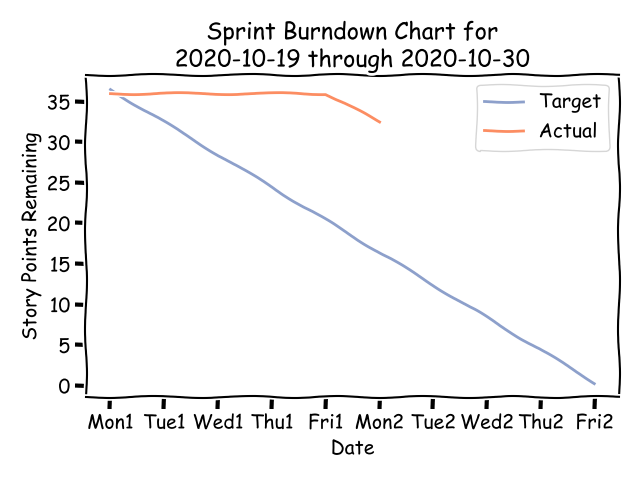 Sprint Burndown Chart for
2020-10-19 through 2020-10-30
Target
Actual
Story Points Remaining
35
30
25
20
15
10
5
0
Mon1 Tue1 Wed1 Thu1 Fri1 Mon2 Tue2 Wed2 Thu2 Fri2
Date